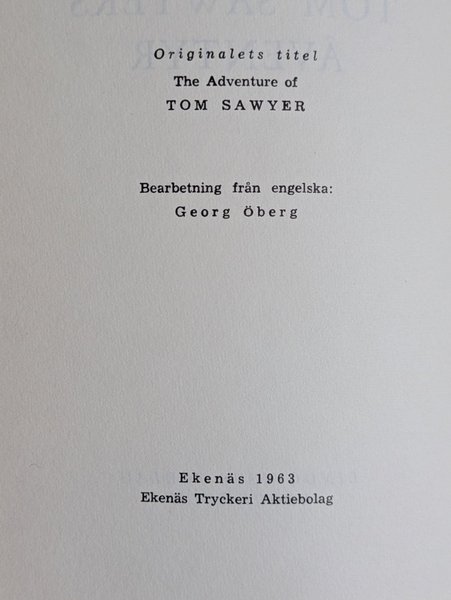 Originalets titel
The Adventure of
TOM SAWYER
Bearbetning från engelska:
Georg Öberg
Ekenäs 1963
Ekenäs Tryckeri Aktiebolag